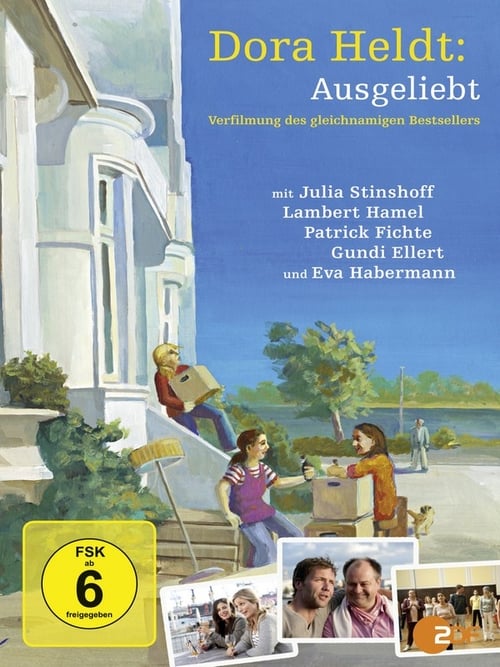 Dora Heldt:
Ausgeliebt
Verfilmung des gleichnamigen Bestsellers
mit Julia Stinshoff
Lambert Hamel
Patrick Fichte
Gundi Ellert
und Eva Habermann
FSK
ab
6
freigegeben
ZDF